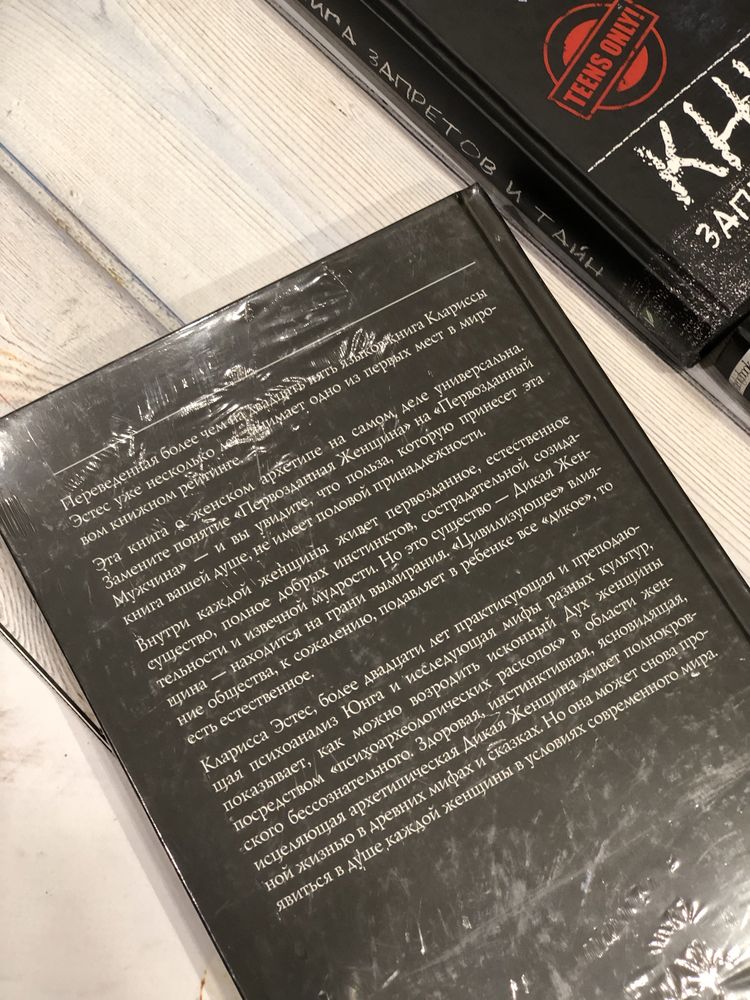 КНИГА ЗАПРЕТОВ И ТАЙН
TEENS ONLY!
КНИ
ЗАП
Переведенная более чем на двадцать пять языков книга Клариссы
Эстес уже несколько лет занимает одно из первых мест в миро-
вом книжном рейтинге.
Эта книга о женском архетипе на самом деле универсальна.
Замените понятие «Первозданная Женщина» на «Первозданный
Мужчина» — и вы увидите, что польза, которую принесет эта
книга вашей душе, не имеет половой принадлежности.
Внутри каждой женщины живет первозданное, естественное
существо, полное добрых инстинктов, сострадательной созида-
тельности и извечной мудрости. Но это существо — Дикая Жен-
щина — находится на грани вымирания. «Цивилизующее» влия-
ние общества, к сожалению, подавляет в ребенке все «дикое», то
есть естественное.
Кларисса Эстес, более двадцати лет практикующая и преподаю-
щая психоанализ Юнга и исследующая мифы разных культур,
показывает, как можно возродить исконный Дух женщины
посредством «психоархеологических раскопок» в области жен-
ского бессознательного. Здоровая, инстинктивная, ясновидящая,
исцеляющая архетипическая Дикая Женщина живет полнокров-
ной жизнью в древних мифах и сказках. Но она может снова про-
явиться в душе каждой женщины в условиях современного мира.